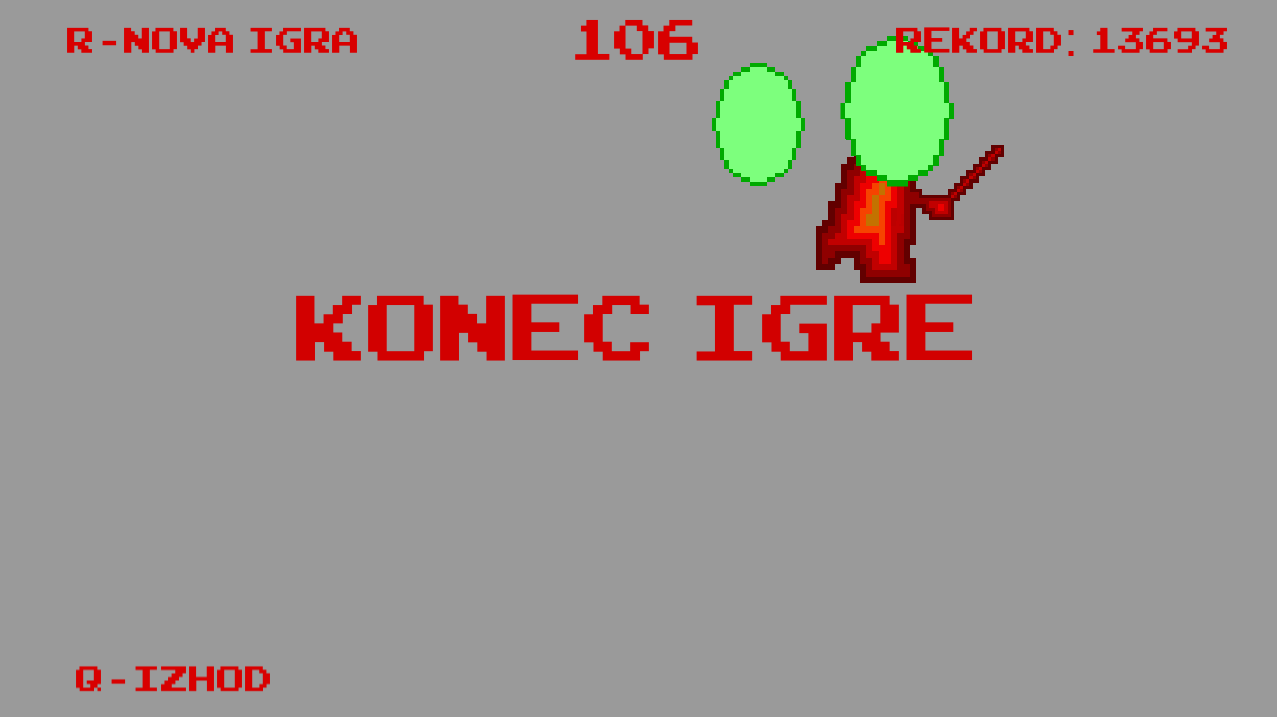 R-NOVA IGRA
106
REKORD: 13693
KONEC IGRE
Q-IZHOD